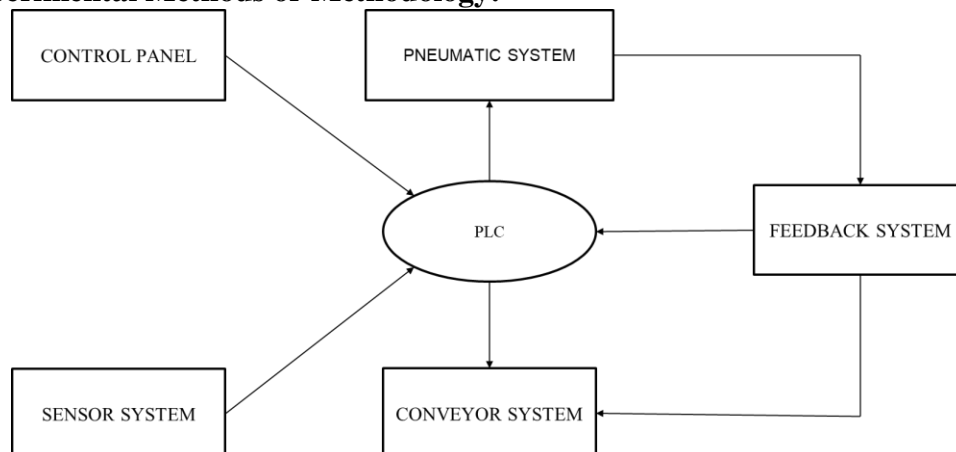 Methods or Methodology:
CONTROL PANEL
PNEUMATIC SYSTEM
PLC
FEEDBACK SYSTEM
SENSOR SYSTEM
CONVEYOR SYSTEM